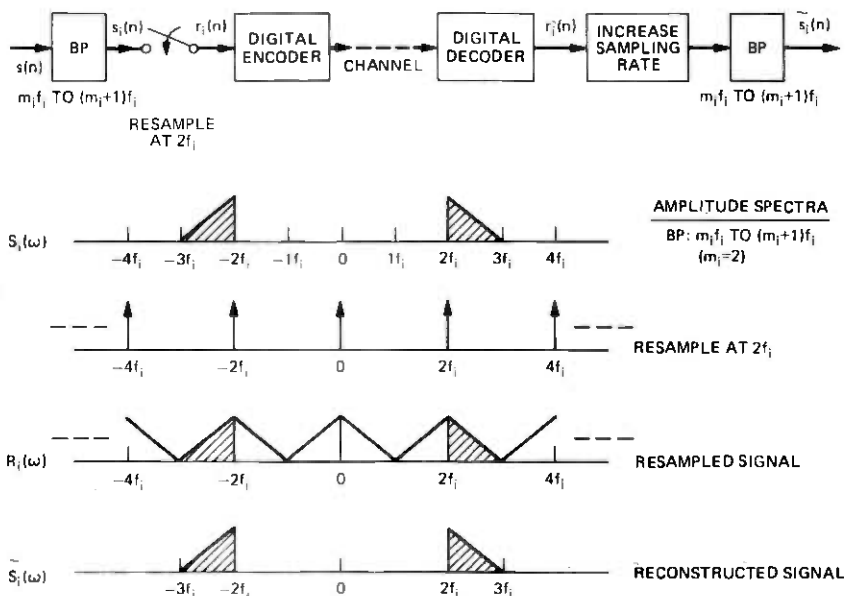 s(n)
BP
m_i f_i TO (m_i+1)f_i
s_i(n)
r_i(n)
RESAMPLE
AT 2f_i
DIGITAL
ENCODER
CHANNEL
DIGITAL
DECODER
r̃_i(n)
INCREASE
SAMPLING
RATE
BP
m_i f_i TO (m_i+1)f_i
s̃_i(n)
S_i(ω)
−4f_i −3f_i −2f_i −1f_i 0 1f_i 2f_i 3f_i 4f_i
AMPLITUDE SPECTRA
BP: m_i f_i TO (m_i+1)f_i
(m_i=2)
−4f_i −2f_i 0 2f_i 4f_i
RESAMPLE AT 2f_i
R_i(ω)
−4f_i −2f_i 0 2f_i 4f_i
RESAMPLED SIGNAL
S̃_i(ω)
−3f_i −2f_i 0 2f_i 3f_i
RECONSTRUCTED SIGNAL